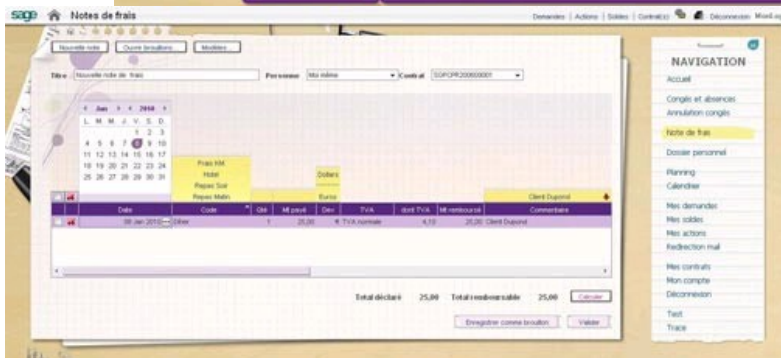 sage Notes de frais
Demandes | Actions | Soldes | Contrat(s) Déconnexion
Nouvelle note Ouvrir brouillons... Modèles...
Titre Nouvelle note de frais Personne Moi même Contrat
Jan 2010
L. M. M. J. V. S. D.
1 2 3
4 5 6 7 8 9 10
11 12 13 14 15 16 17
18 19 20 21 22 23 24
25 26 27 28 29 30 31
Frais KM
Hotel
Repas Soir
Repas Matin
Dollars
Euros
Client Dupond
Date Code Qté Mt payé Dev TVA dont TVA Mt remboursé Commentaire
08 Jan 2010 Dîner 1 25,00 € TVA normale 4,10 25,00 Client Dupond
Total déclaré 25,00 Total remboursable 25,00 Calculer
Enregistrer comme brouillon Valider
NAVIGATION
Accueil
Congés et absences
Annulation congés
Note de frais
Dossier personnel
Planning
Calendrier
Mes demandes
Mes soldes
Mes actions
Redirection mail
Mes contrats
Mon compte
Déconnexion
Test
Trace